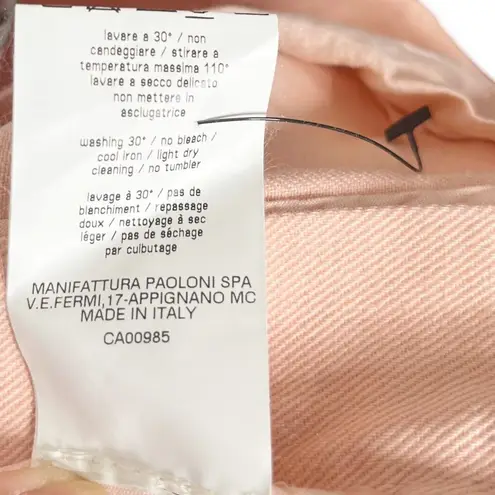 lavare a 30° / non
candeggiare / stirare a
temperatura massima 110°
lavare a secco delicato
non mettere in
asciugatrice
washing 30° / no bleach /
cool iron / light dry
cleaning / no tumbler
lavage à 30° / pas de
blanchiment / repassage
doux / nettoyage à sec
léger / pas de séchage
par culbutage
MANIFATTURA PAOLONI SPA
V.E.FERMI,17-APPIGNANO MC
MADE IN ITALY
CA00985